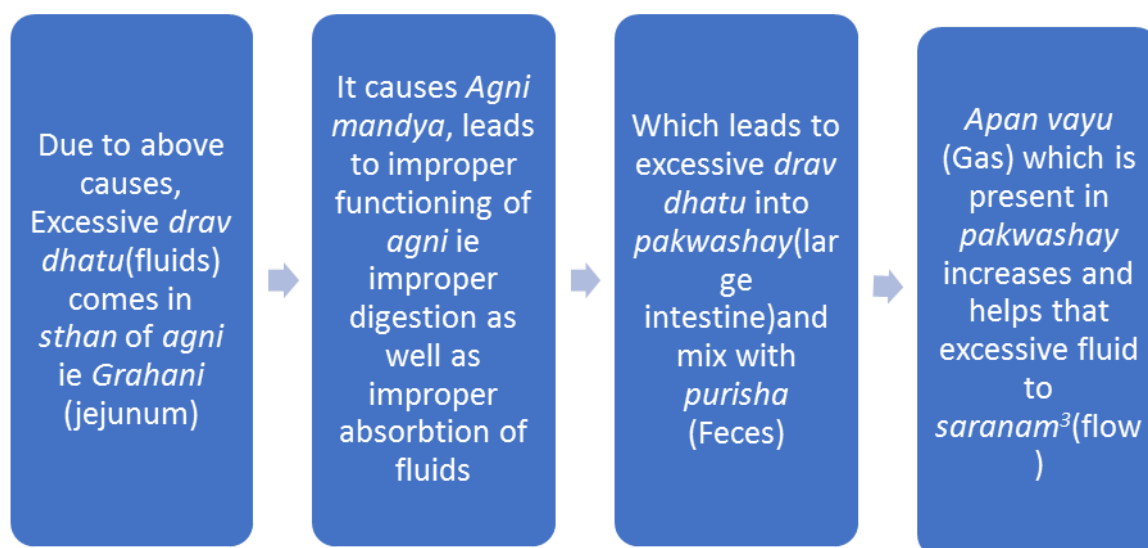 Due to above
causes,
Excessive drav
dhatu(fluids)
comes in
sthan of agni
ie Grahani
(jejunum)
It causes Agni
mandya, leads
to improper
functioning of
agni ie
improper
digestion as
well as
improper
absorbtion of
fluids
Which leads to
excessive drav
dhatu into
pakwashay(lar
ge
intestine)and
mix with
purisha
(Feces)
Apan vayu
(Gas) which is
present in
pakwashay
increases and
helps that
excessive fluid
to
saranam³(flow
)